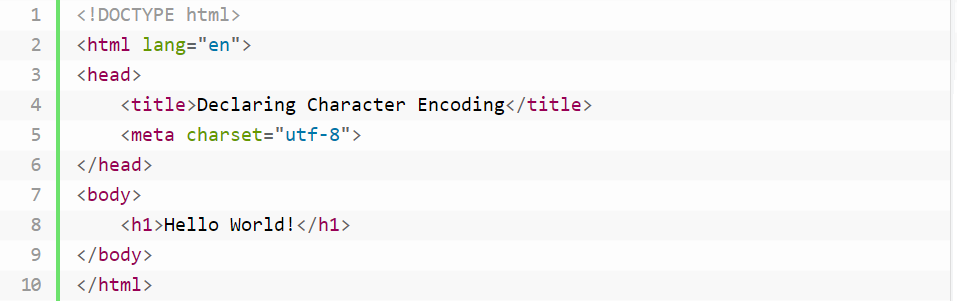 1 <!DOCTYPE html>
2 <html lang="en">
3 <head>
4     <title>Declaring Character Encoding</title>
5     <meta charset="utf-8">
6 </head>
7 <body>
8     <h1>Hello World!</h1>
9 </body>
10 </html>